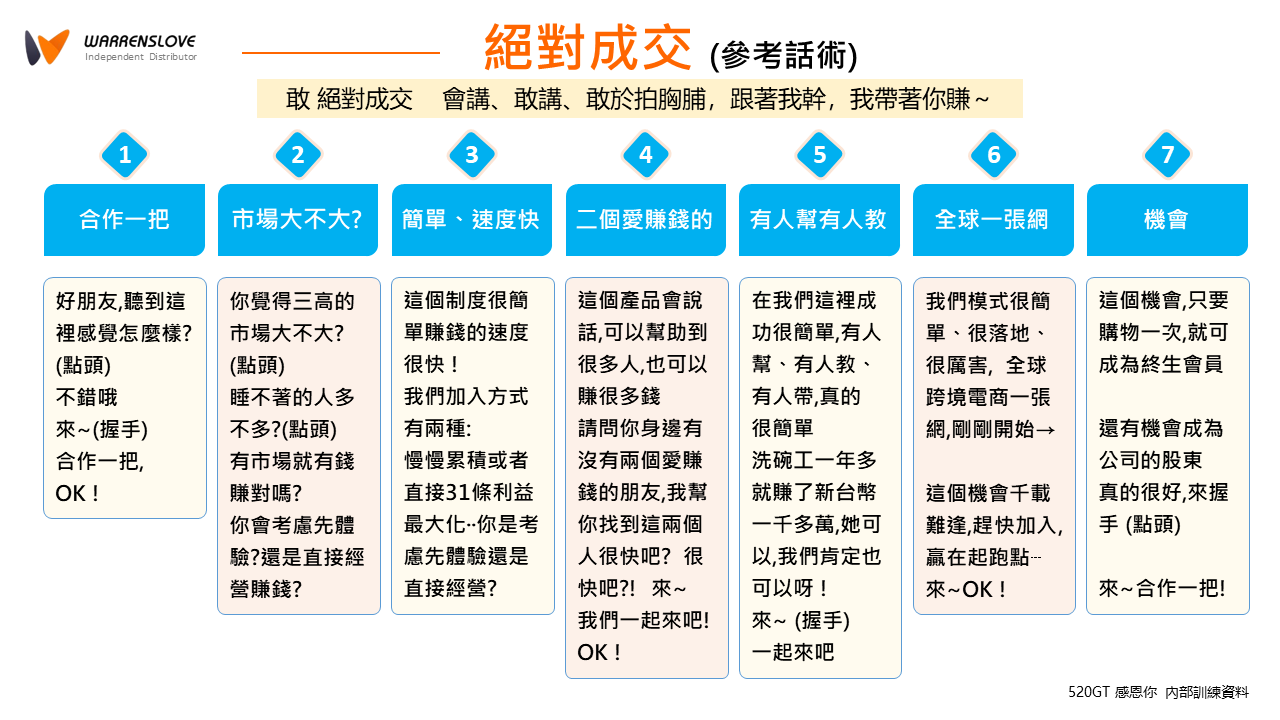 WARRENSLOVE
Independent Distributor
絕對成交 (參考話術)
敢 絕對成交 會講、敢講、敢於拍胸脯，跟著我幹，我帶著你賺～
1
合作一把
好朋友,聽到這
裡感覺怎麼樣?
(點頭)
不錯哦
來~(握手)
合作一把,
OK！
2
市場大不大?
你覺得三高的
市場大不大?
(點頭)
睡不著的人多
不多?(點頭)
有市場就有錢
賺對嗎?
你會考慮先體
驗?還是直接經
營賺錢?
3
簡單、速度快
這個制度很簡
單賺錢的速度
很快！
我們加入方式
有兩種:
慢慢累積或者
直接31條利益
最大化··你是考
慮先體驗還是
直接經營?
4
二個愛賺錢的
這個產品會說
話,可以幫助到
很多人,也可以
賺很多錢
請問你身邊有
沒有兩個愛賺
錢的朋友,我幫
你找到這兩個
人很快吧? 很
快吧?! 來~
我們一起來吧!
OK！
5
有人幫有人教
在我們這裡成
功很簡單,有人
幫、有人教、
有人帶,真的
很簡單
洗碗工一年多
就賺了新台幣
一千多萬,她可
以,我們肯定也
可以呀！
來~ (握手)
一起來吧
6
全球一張網
我們模式很簡
單、很落地、
很厲害, 全球
跨境電商一張
網,剛剛開始→
這個機會千載
難逢,趕快加入,
贏在起跑點┈
來~OK！
7
機會
這個機會,只要
購物一次,就可
成為終生會員
還有機會成為
公司的股東
真的很好,來握
手 (點頭)
來~合作一把!
520GT 感恩你 內部訓練資料